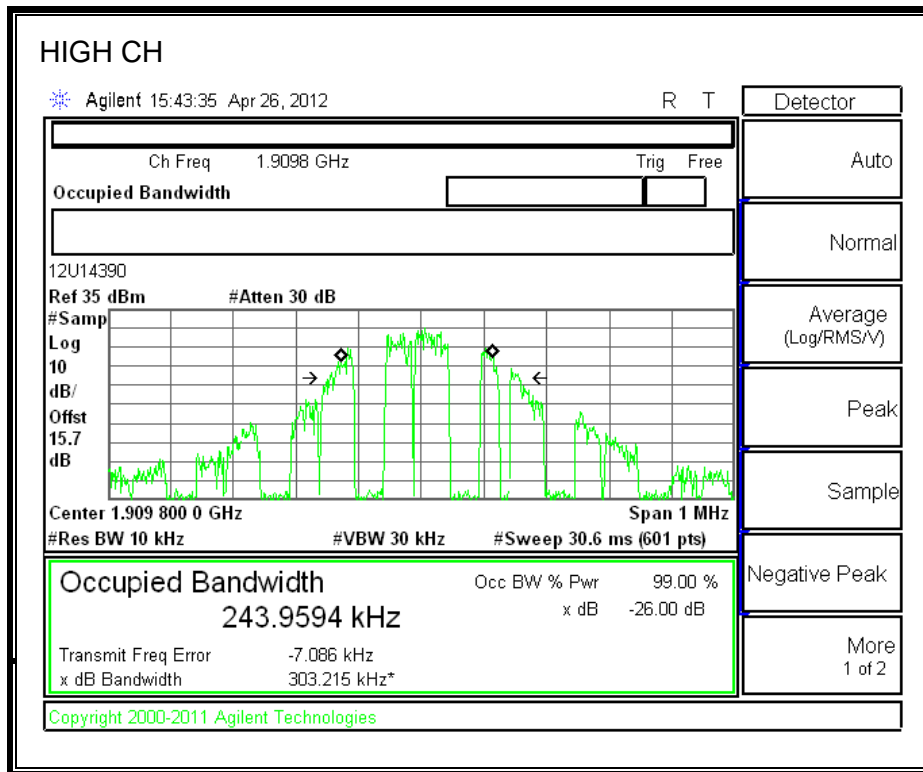 HIGH CH
Agilent 15:43:35 Apr 26, 2012 R T
Ch Freq 1.9098 GHz Trig Free
Occupied Bandwidth
12U14390
Ref 35 dBm #Atten 30 dB
#Samp
Log
10
dB/
Offst
15.7
dB
Center 1.909 800 0 GHz Span 1 MHz
#Res BW 10 kHz #VBW 30 kHz #Sweep 30.6 ms (601 pts)
Occupied Bandwidth Occ BW % Pwr 99.00 %
243.9594 kHz x dB -26.00 dB
Transmit Freq Error -7.086 kHz
x dB Bandwidth 303.215 kHz*
Copyright 2000-2011 Agilent Technologies
Detector
Auto
Normal
Average
(Log/RMS/V)
Peak
Sample
Negative Peak
More
1 of 2